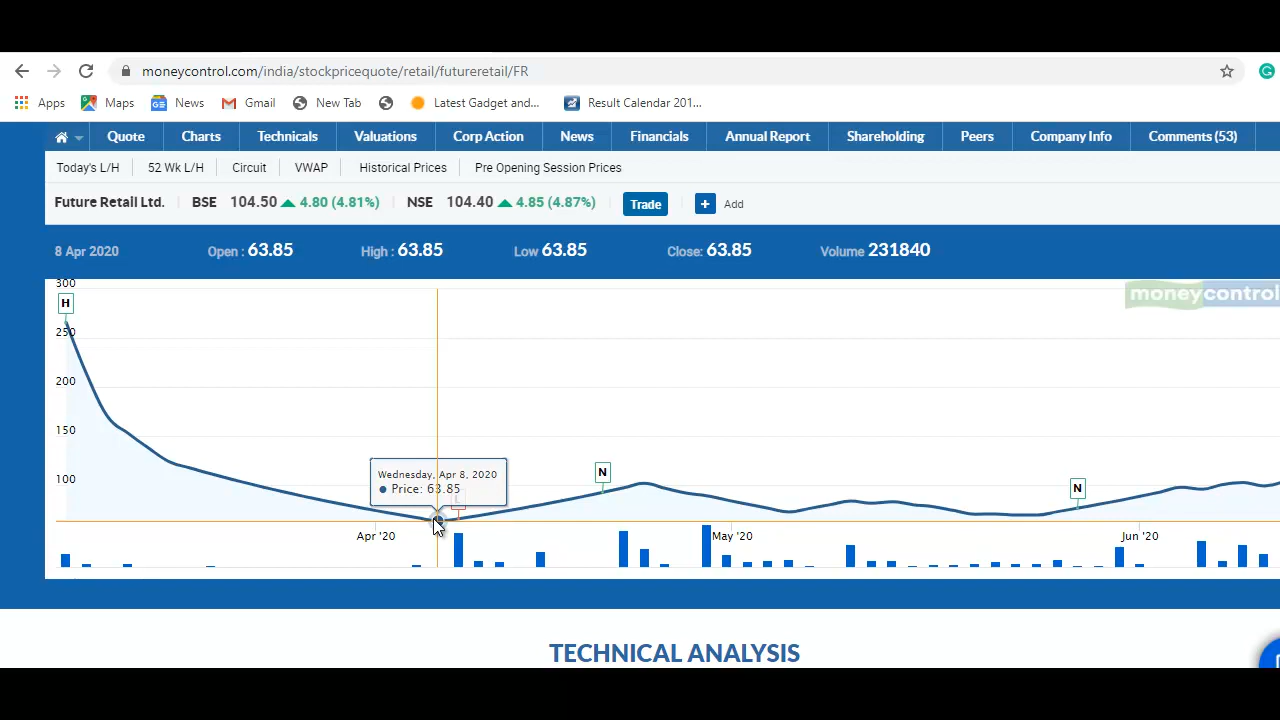 moneycontrol.com/india/stockpricequote/retail/futureretail/FR
Apps Maps News Gmail New Tab Latest Gadget and... Result Calendar 201...
Quote Charts Technicals Valuations Corp Action News Financials Annual Report Shareholding Peers Company Info Comments (53)
Today's L/H 52 Wk L/H Circuit VWAP Historical Prices Pre Opening Session Prices
Future Retail Ltd. BSE 104.50 4.80 (4.81%) NSE 104.40 4.85 (4.87%) Trade + Add
8 Apr 2020 Open : 63.85 High : 63.85 Low 63.85 Close: 63.85 Volume 231840
300
moneycontrol
H
250
200
150
100
Wednesday, Apr 8, 2020
Price: 63.85
L
N
N
Apr '20 May '20 Jun '20
TECHNICAL ANALYSIS